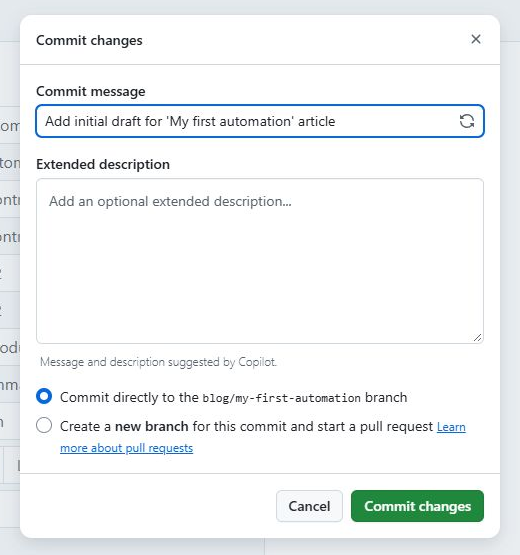 Commit changes
Commit message
Add initial draft for 'My first automation' article
Extended description
Add an optional extended description...
Message and description suggested by Copilot.
Commit directly to the blog/my-first-automation branch
Create a new branch for this commit and start a pull request Learn
more about pull requests
Cancel
Commit changes